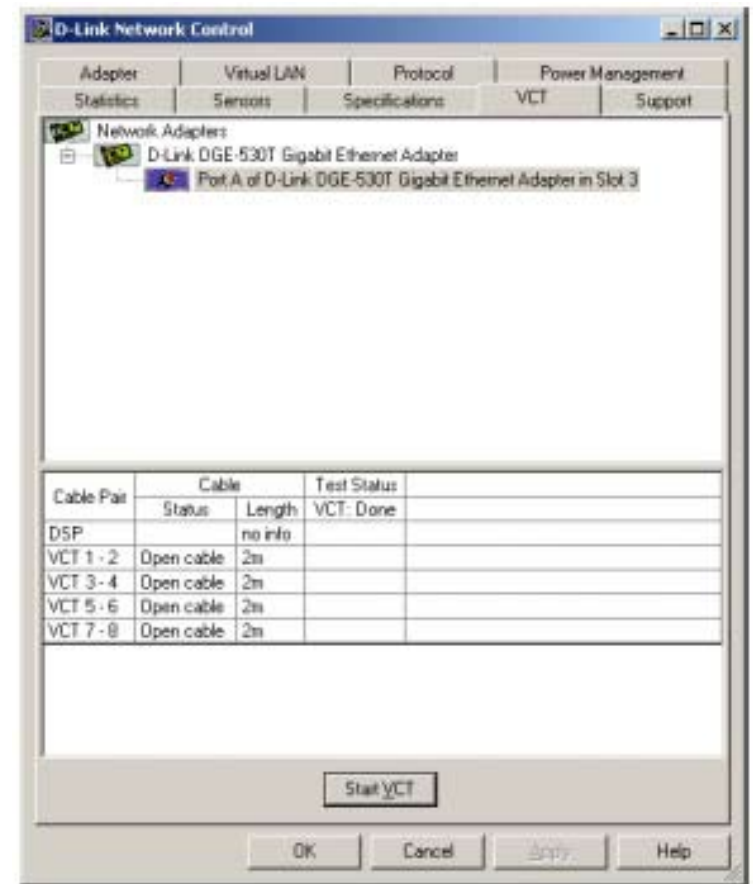 D-Link Network Control
Adapter Virtual LAN Protocol Power Management
Statistics Sensors Specifications VCT Support
Network Adapters
D-Link DGE-530T Gigabit Ethernet Adapter
Port A of D-Link DGE-530T Gigabit Ethernet Adapter in Slot 3
Cable Pair Cable Test Status
Status Length VCT: Done
DSP no info
VCT 1 - 2 Open cable 2m
VCT 3 - 4 Open cable 2m
VCT 5 - 6 Open cable 2m
VCT 7 - 8 Open cable 2m
Start VCT
OK Cancel Apply Help